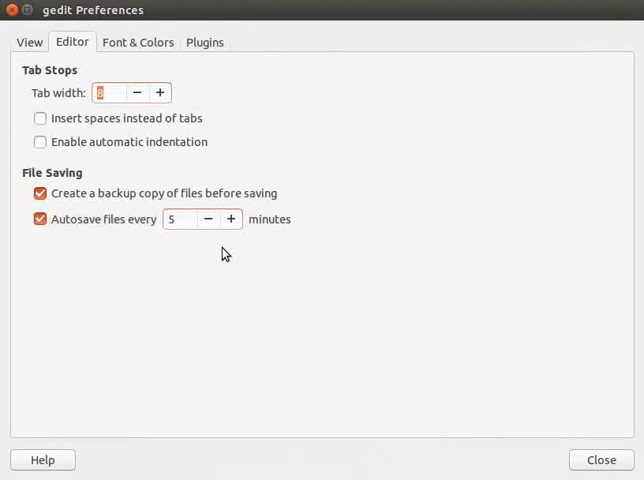 gedit Preferences
View Editor Font & Colors Plugins
Tab Stops
Tab width: 8 − +
Insert spaces instead of tabs
Enable automatic indentation
File Saving
Create a backup copy of files before saving
Autosave files every 5 − + minutes
Help Close